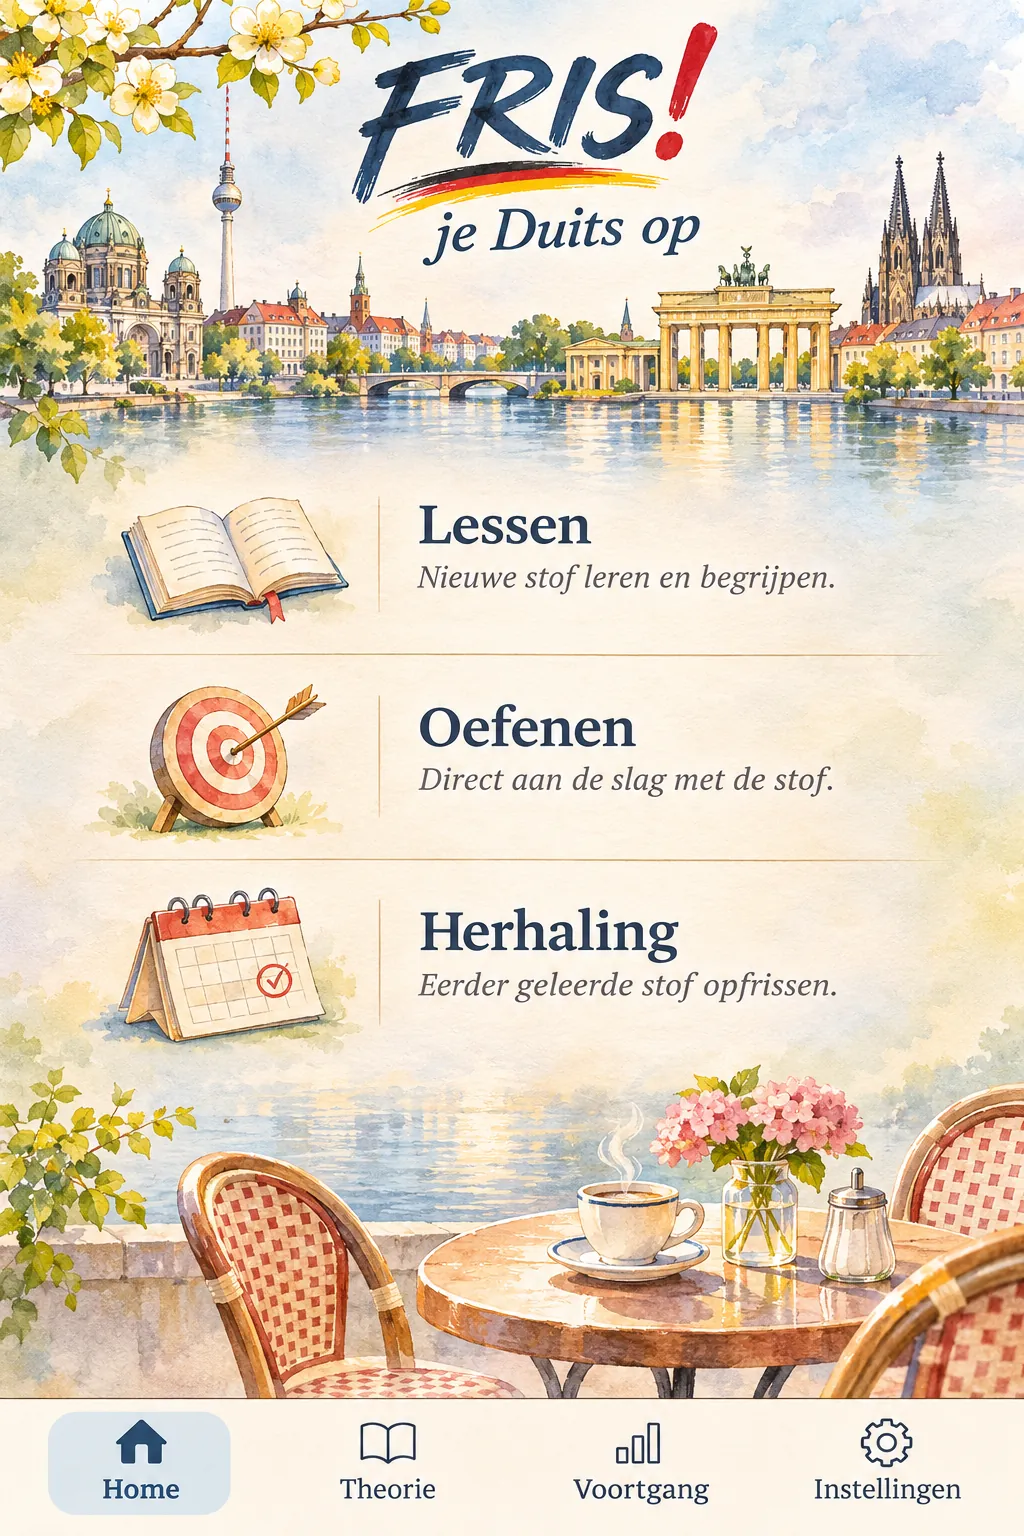 FRIS!
je Duits op
Lessen
Nieuwe stof leren en begrijpen.
Oefenen
Direct aan de slag met de stof.
Herhaling
Eerder geleerde stof opfrissen.
Home
Theorie
Voortgang
Instellingen